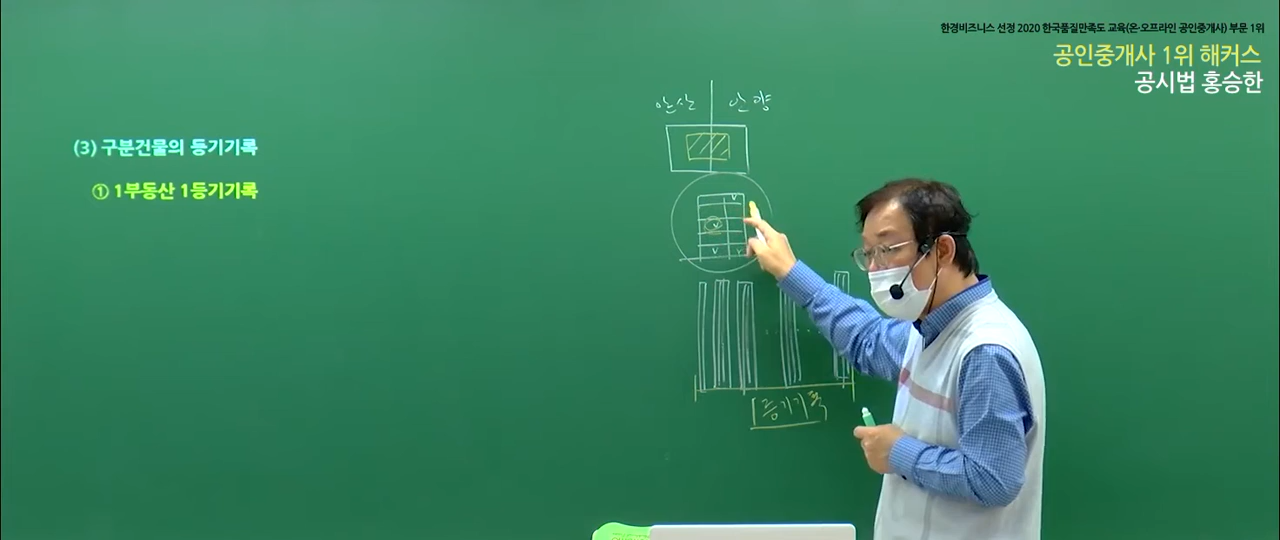 한경비즈니스 선정 2020 한국품질만족도 교육(온·오프라인 공인중개사) 부문 1위
공인중개사 1위 해커스
공시법 홍승한
(3) 구분건물의 등기기록
① 1부동산 1등기기록
안산 안양
1등기기록